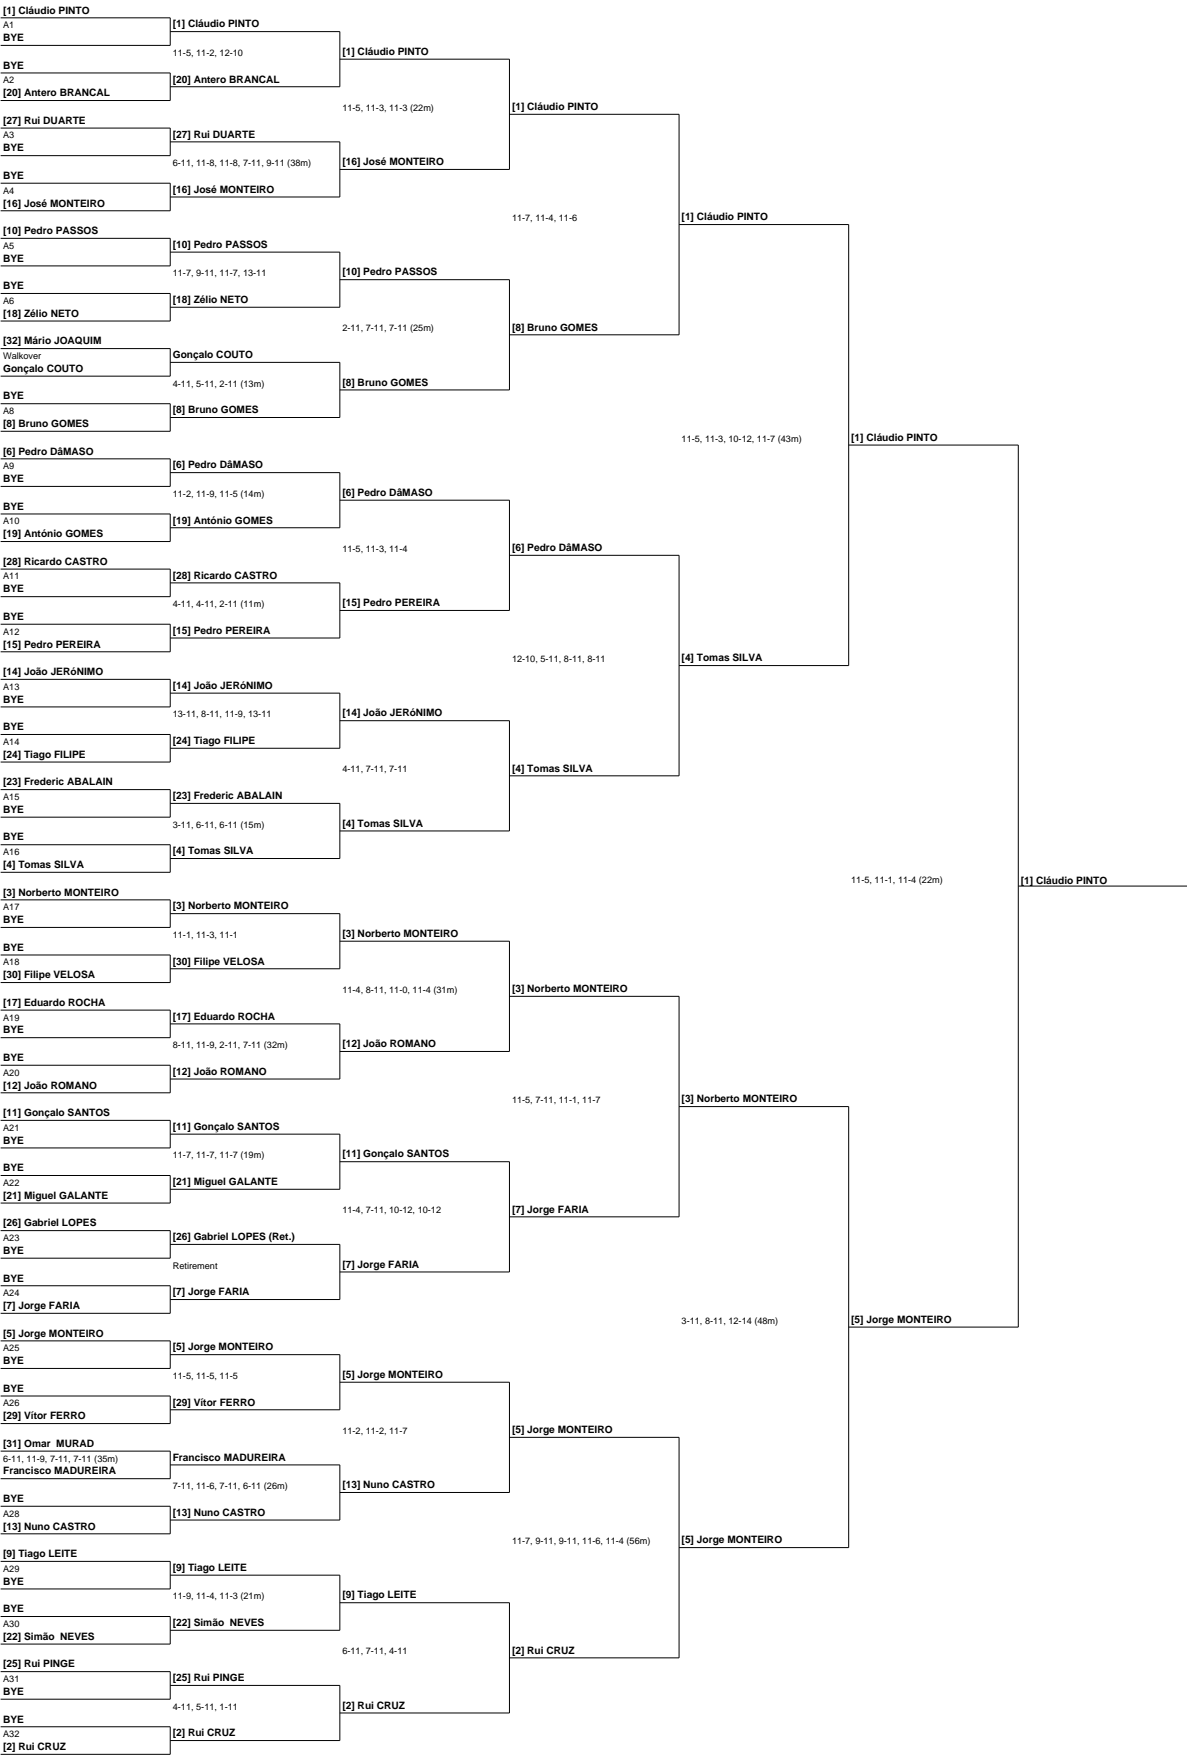 [1] Cláudio PINTO
A1
[1] Cláudio PINTO
BYE
11-5, 11-2, 12-10
[1] Cláudio PINTO
BYE
A2
[20] Antero BRANCAL
[20] Antero BRANCAL
11-5, 11-3, 11-3 (22m)
[1] Cláudio PINTO
[27] Rui DUARTE
A3
[27] Rui DUARTE
BYE
6-11, 11-8, 11-8, 7-11, 9-11 (38m)
[16] José MONTEIRO
BYE
A4
[16] José MONTEIRO
[16] José MONTEIRO
11-7, 11-4, 11-6
[1] Cláudio PINTO
[10] Pedro PASSOS
A5
[10] Pedro PASSOS
BYE
11-7, 9-11, 11-7, 13-11
[10] Pedro PASSOS
BYE
A6
[18] Zélio NETO
[18] Zélio NETO
2-11, 7-11, 7-11 (25m)
[8] Bruno GOMES
[32] Mário JOAQUIM
Walkover
Gonçalo COUTO
Gonçalo COUTO
4-11, 5-11, 2-11 (13m)
[8] Bruno GOMES
BYE
A8
[8] Bruno GOMES
[8] Bruno GOMES
11-5, 11-3, 10-12, 11-7 (43m)
[1] Cláudio PINTO
[6] Pedro DâMASO
A9
[6] Pedro DâMASO
BYE
11-2, 11-9, 11-5 (14m)
[6] Pedro DâMASO
BYE
A10
[19] António GOMES
[19] António GOMES
11-5, 11-3, 11-4
[6] Pedro DâMASO
[28] Ricardo CASTRO
A11
[28] Ricardo CASTRO
BYE
4-11, 4-11, 2-11 (11m)
[15] Pedro PEREIRA
BYE
A12
[15] Pedro PEREIRA
[15] Pedro PEREIRA
12-10, 5-11, 8-11, 8-11
[4] Tomas SILVA
[14] João JERóNIMO
A13
[14] João JERóNIMO
BYE
13-11, 8-11, 11-9, 13-11
[14] João JERóNIMO
BYE
A14
[24] Tiago FILIPE
[24] Tiago FILIPE
4-11, 7-11, 7-11
[4] Tomas SILVA
[23] Frederic ABALAIN
A15
[23] Frederic ABALAIN
BYE
3-11, 6-11, 6-11 (15m)
[4] Tomas SILVA
BYE
A16
[4] Tomas SILVA
[4] Tomas SILVA
11-5, 11-1, 11-4 (22m)
[1] Cláudio PINTO
[3] Norberto MONTEIRO
A17
[3] Norberto MONTEIRO
BYE
11-1, 11-3, 11-1
[3] Norberto MONTEIRO
BYE
A18
[30] Filipe VELOSA
[30] Filipe VELOSA
11-4, 8-11, 11-0, 11-4 (31m)
[3] Norberto MONTEIRO
[17] Eduardo ROCHA
A19
[17] Eduardo ROCHA
BYE
8-11, 11-9, 2-11, 7-11 (32m)
[12] João ROMANO
BYE
A20
[12] João ROMANO
[12] João ROMANO
11-5, 7-11, 11-1, 11-7
[3] Norberto MONTEIRO
[11] Gonçalo SANTOS
A21
[11] Gonçalo SANTOS
BYE
11-7, 11-7, 11-7 (19m)
[11] Gonçalo SANTOS
BYE
A22
[21] Miguel GALANTE
[21] Miguel GALANTE
11-4, 7-11, 10-12, 10-12
[7] Jorge FARIA
[26] Gabriel LOPES
A23
[26] Gabriel LOPES (Ret.)
BYE
Retirement
[7] Jorge FARIA
BYE
A24
[7] Jorge FARIA
[7] Jorge FARIA
3-11, 8-11, 12-14 (48m)
[5] Jorge MONTEIRO
[5] Jorge MONTEIRO
A25
[5] Jorge MONTEIRO
BYE
11-5, 11-5, 11-5
[5] Jorge MONTEIRO
BYE
A26
[29] Vítor FERRO
[29] Vítor FERRO
11-2, 11-2, 11-7
[5] Jorge MONTEIRO
[31] Omar  MURAD
6-11, 11-9, 7-11, 7-11 (35m)
Francisco MADUREIRA
Francisco MADUREIRA
7-11, 11-6, 7-11, 6-11 (26m)
[13] Nuno CASTRO
BYE
A28
[13] Nuno CASTRO
[13] Nuno CASTRO
11-7, 9-11, 9-11, 11-6, 11-4 (56m)
[5] Jorge MONTEIRO
[9] Tiago LEITE
A29
[9] Tiago LEITE
BYE
11-9, 11-4, 11-3 (21m)
[9] Tiago LEITE
BYE
A30
[22] Simão  NEVES
[22] Simão  NEVES
6-11, 7-11, 4-11
[2] Rui CRUZ
[25] Rui PINGE
A31
[25] Rui PINGE
BYE
4-11, 5-11, 1-11
[2] Rui CRUZ
BYE
A32
[2] Rui CRUZ
[2] Rui CRUZ